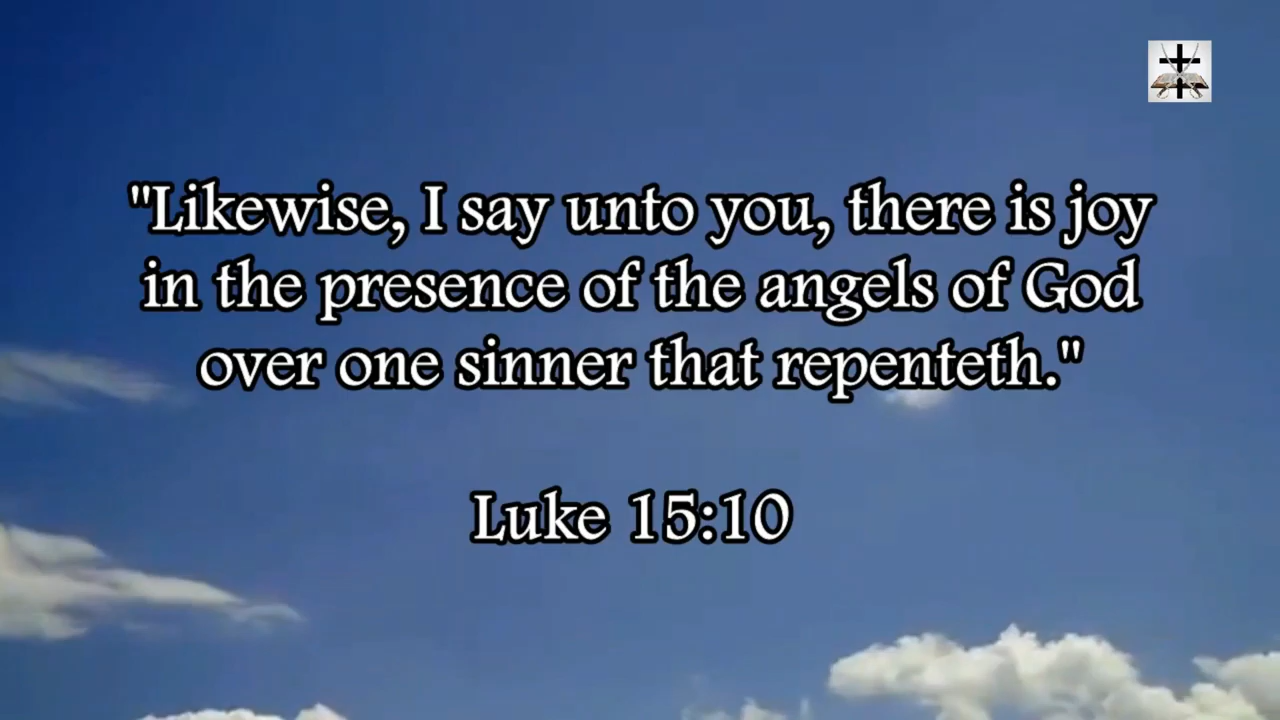 "Likewise, I say unto you, there is joy
in the presence of the angels of God
over one sinner that repenteth."
Luke 15:10